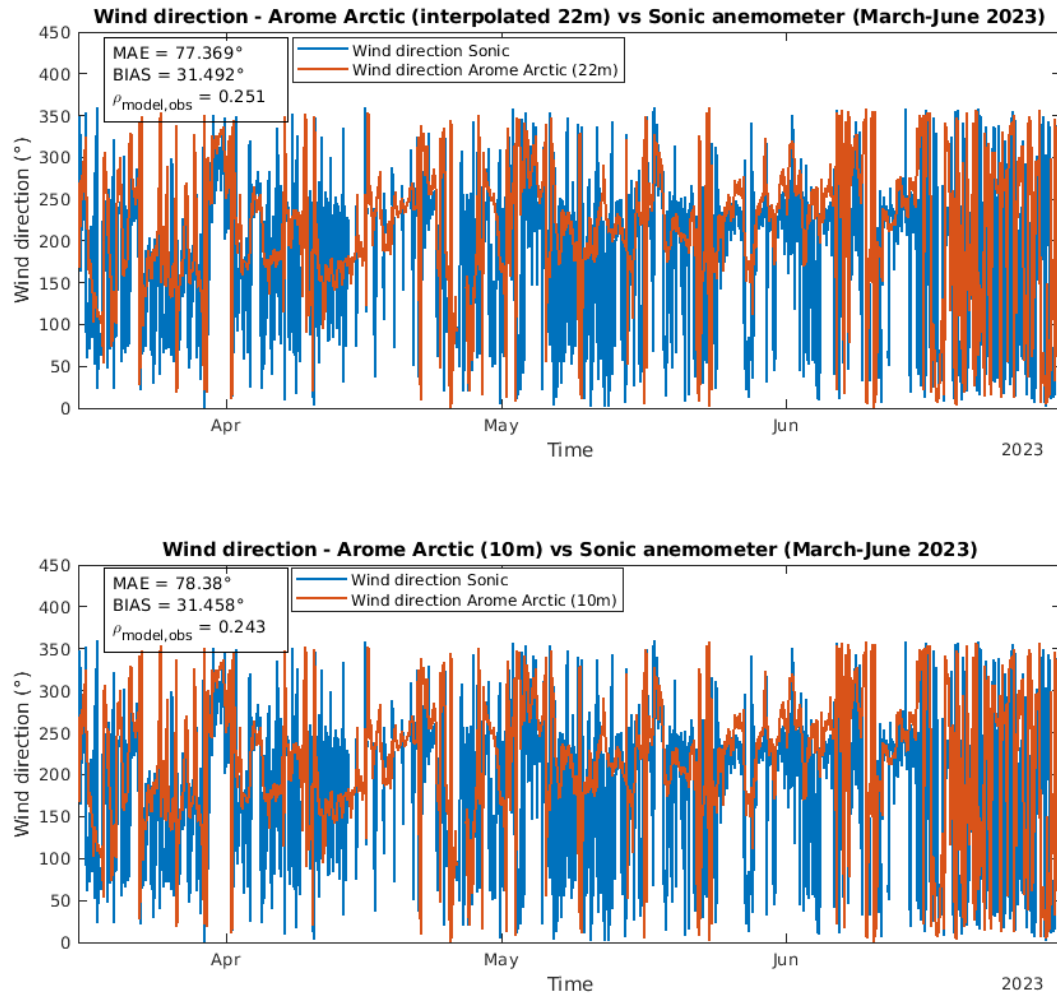 Wind direction - Arome Arctic (interpolated 22m) vs Sonic anemometer (March-June 2023)
450
400
350
300
250
200
150
100
50
0
Wind direction (°)
MAE = 77.369°
BIAS = 31.492°
ρmodel,obs = 0.251
Wind direction Sonic
Wind direction Arome Arctic (22m)
Apr
May
Jun
Time
2023
Wind direction - Arome Arctic (10m) vs Sonic anemometer (March-June 2023)
450
400
350
300
250
200
150
100
50
0
Wind direction (°)
MAE = 78.38°
BIAS = 31.458°
ρmodel,obs = 0.243
Wind direction Sonic
Wind direction Arome Arctic (10m)
Apr
May
Jun
Time
2023